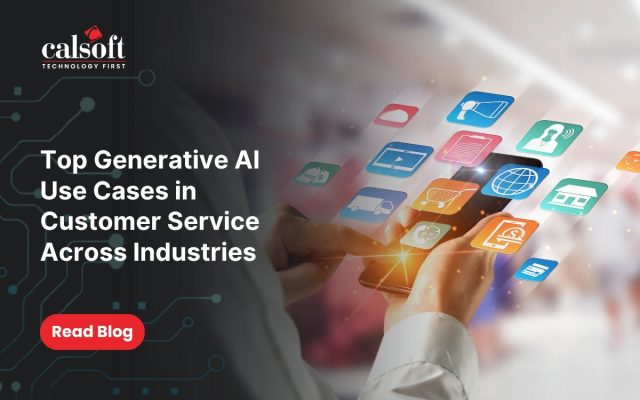 calsoft
TECHNOLOGY FIRST
Top Generative AI
Use Cases in
Customer Service
Across Industries
Read Blog